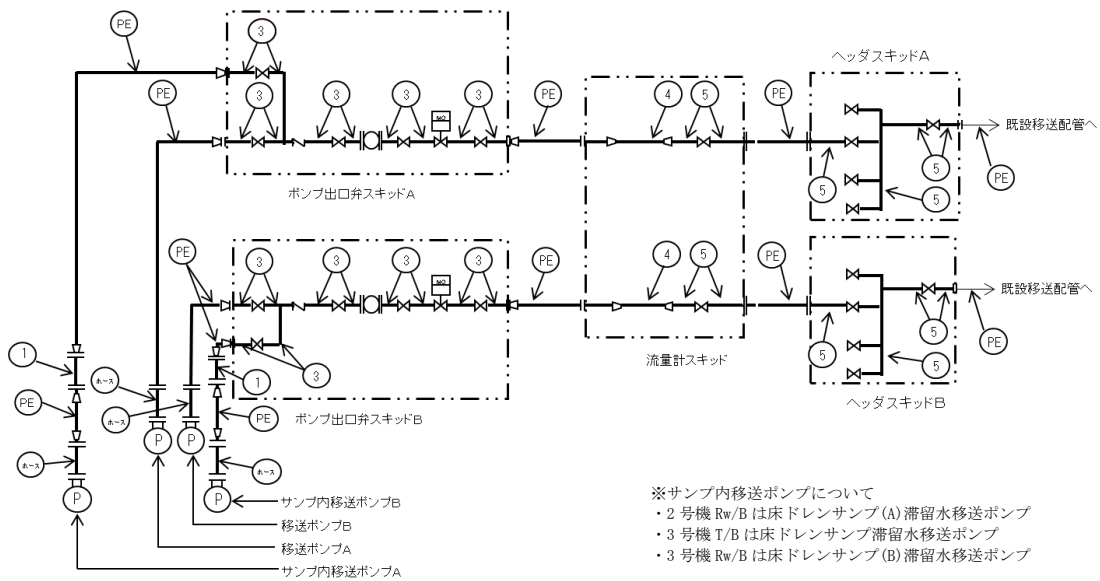 PE
3
ヘッダスキッドA
PE
3
3
3
3
PE
4
5
PE
既設移送配管へ
MO
5
PE
5
5
ポンプ出口弁スキッドA
PE
3
3
3
3
PE
4
5
PE
MO
既設移送配管へ
5
PE
5
5
流量計スキッド
1
3
1
ホース
PE
ホース
PE
ポンプ出口弁スキッドB
ヘッダスキッドB
P
P
ホース
ホース
P
P
サンプ内移送ポンプB
移送ポンプB
移送ポンプA
サンプ内移送ポンプA
※サンプ内移送ポンプについて
・2号機 Rw/B は床ドレンサンプ(A)滞留水移送ポンプ
・3号機 T/B は床ドレンサンプ滞留水移送ポンプ
・3号機 Rw/B は床ドレンサンプ(B)滞留水移送ポンプ